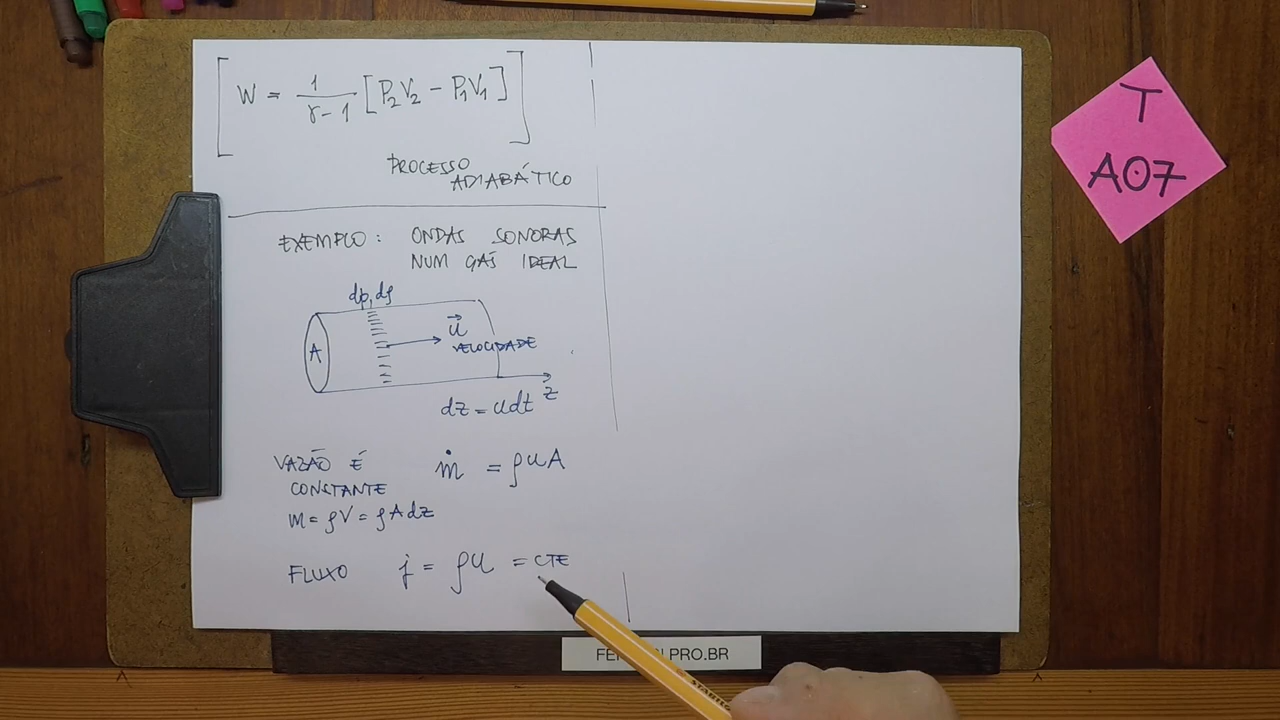 W = 1/(γ-1) [P₂V₂ - P₁V₁]
PROCESSO
ADIABÁTICO
EXEMPLO: ONDAS SONORAS
NUM GÁS IDEAL
dp, dρ
A
u⃗
VELOCIDADE
z
dz = udt
VAZÃO É
CONSTANTE
ṁ = ρuA
m = ρV = ρAdz
FLUXO j = ρu = CTE
T
A07
PRO.BR